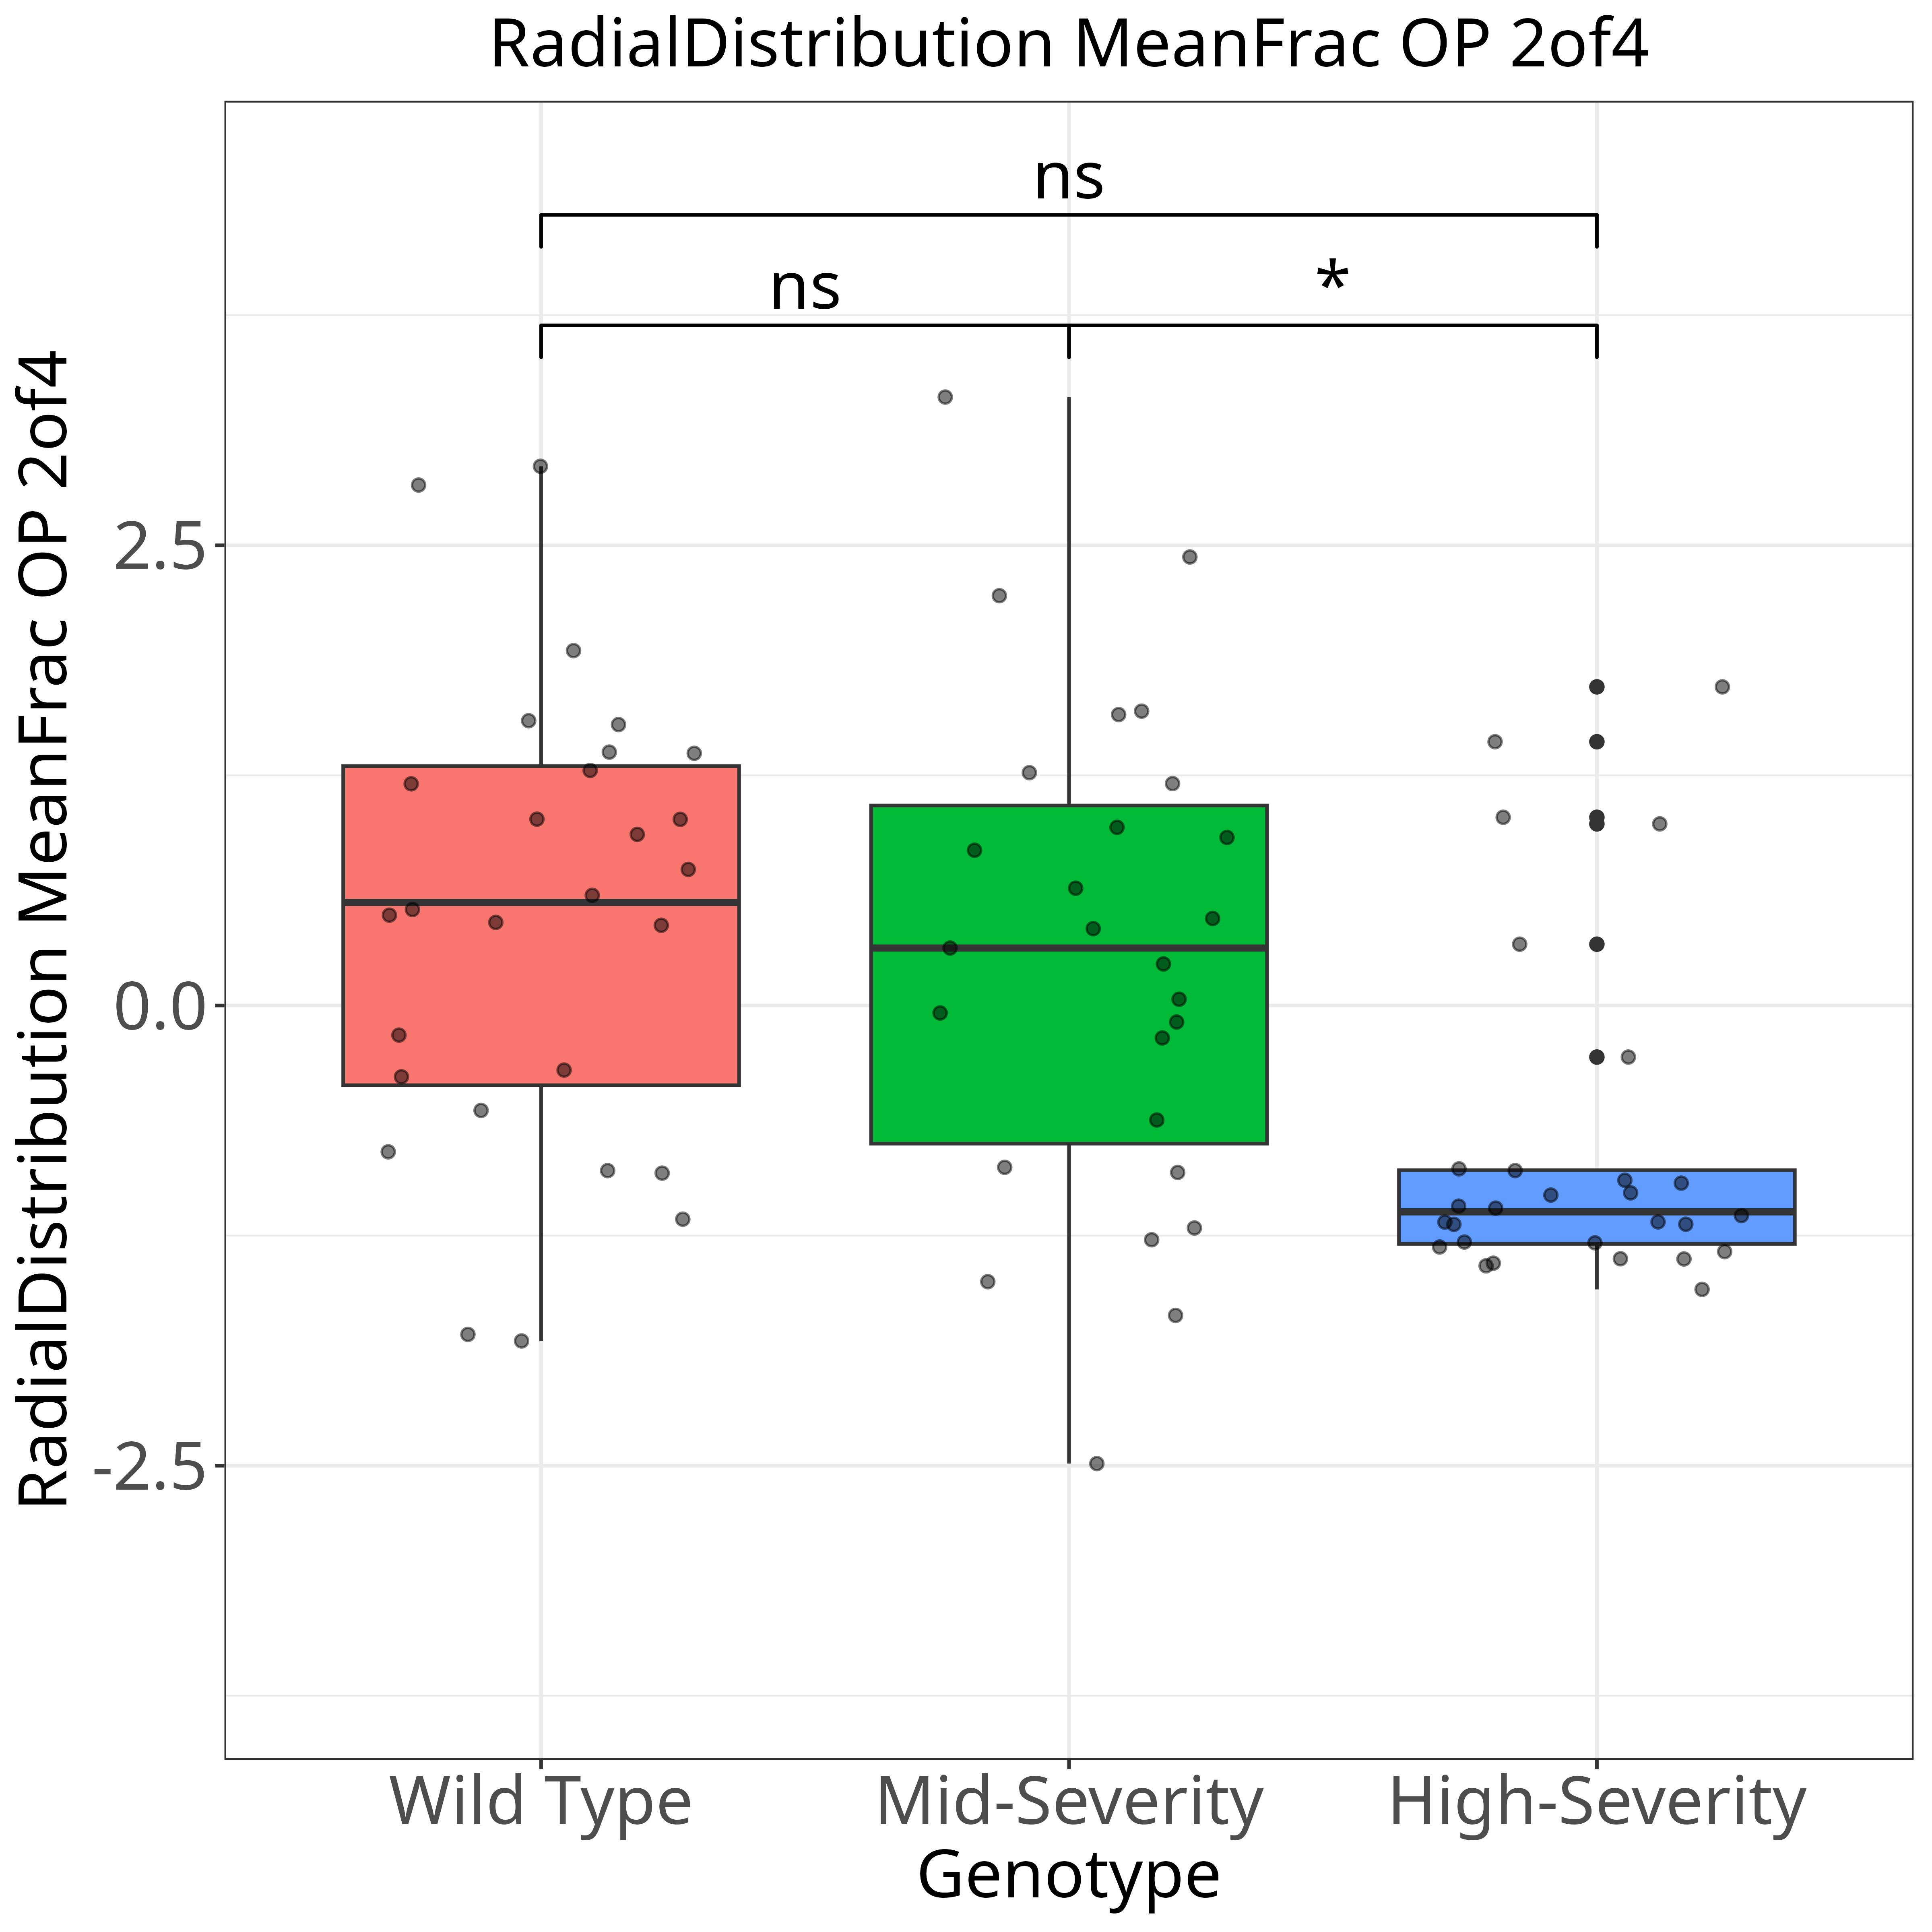 RadialDistribution MeanFrac OP 2of4
ns
ns
*
RadialDistribution MeanFrac OP 2of4
2.5
0.0
-2.5
Wild Type
Mid-Severity
High-Severity
Genotype